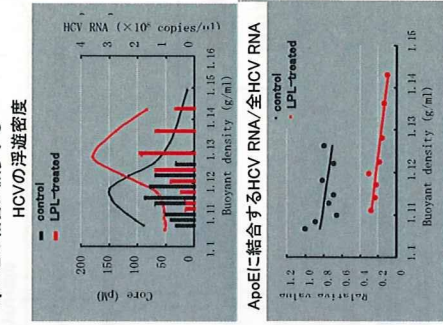 HCVの浮遊密度
control
LPL-treated
HCV RNA (×10⁸ copies/ml)
Core (pM)
200
150
100
50
0
4
3
2
1
0
1.1 1.11 1.12 1.13 1.14 1.15 1.16
Buoyant density (g/ml)
ApoEに結合するHCV RNA/全HCV RNA
control
LPL-treated
Relative value
1.2
1.0
0.8
0.6
0.4
0.2
0
1.1 1.11 1.12 1.13 1.14 1.15
Buoyant density (g/ml)